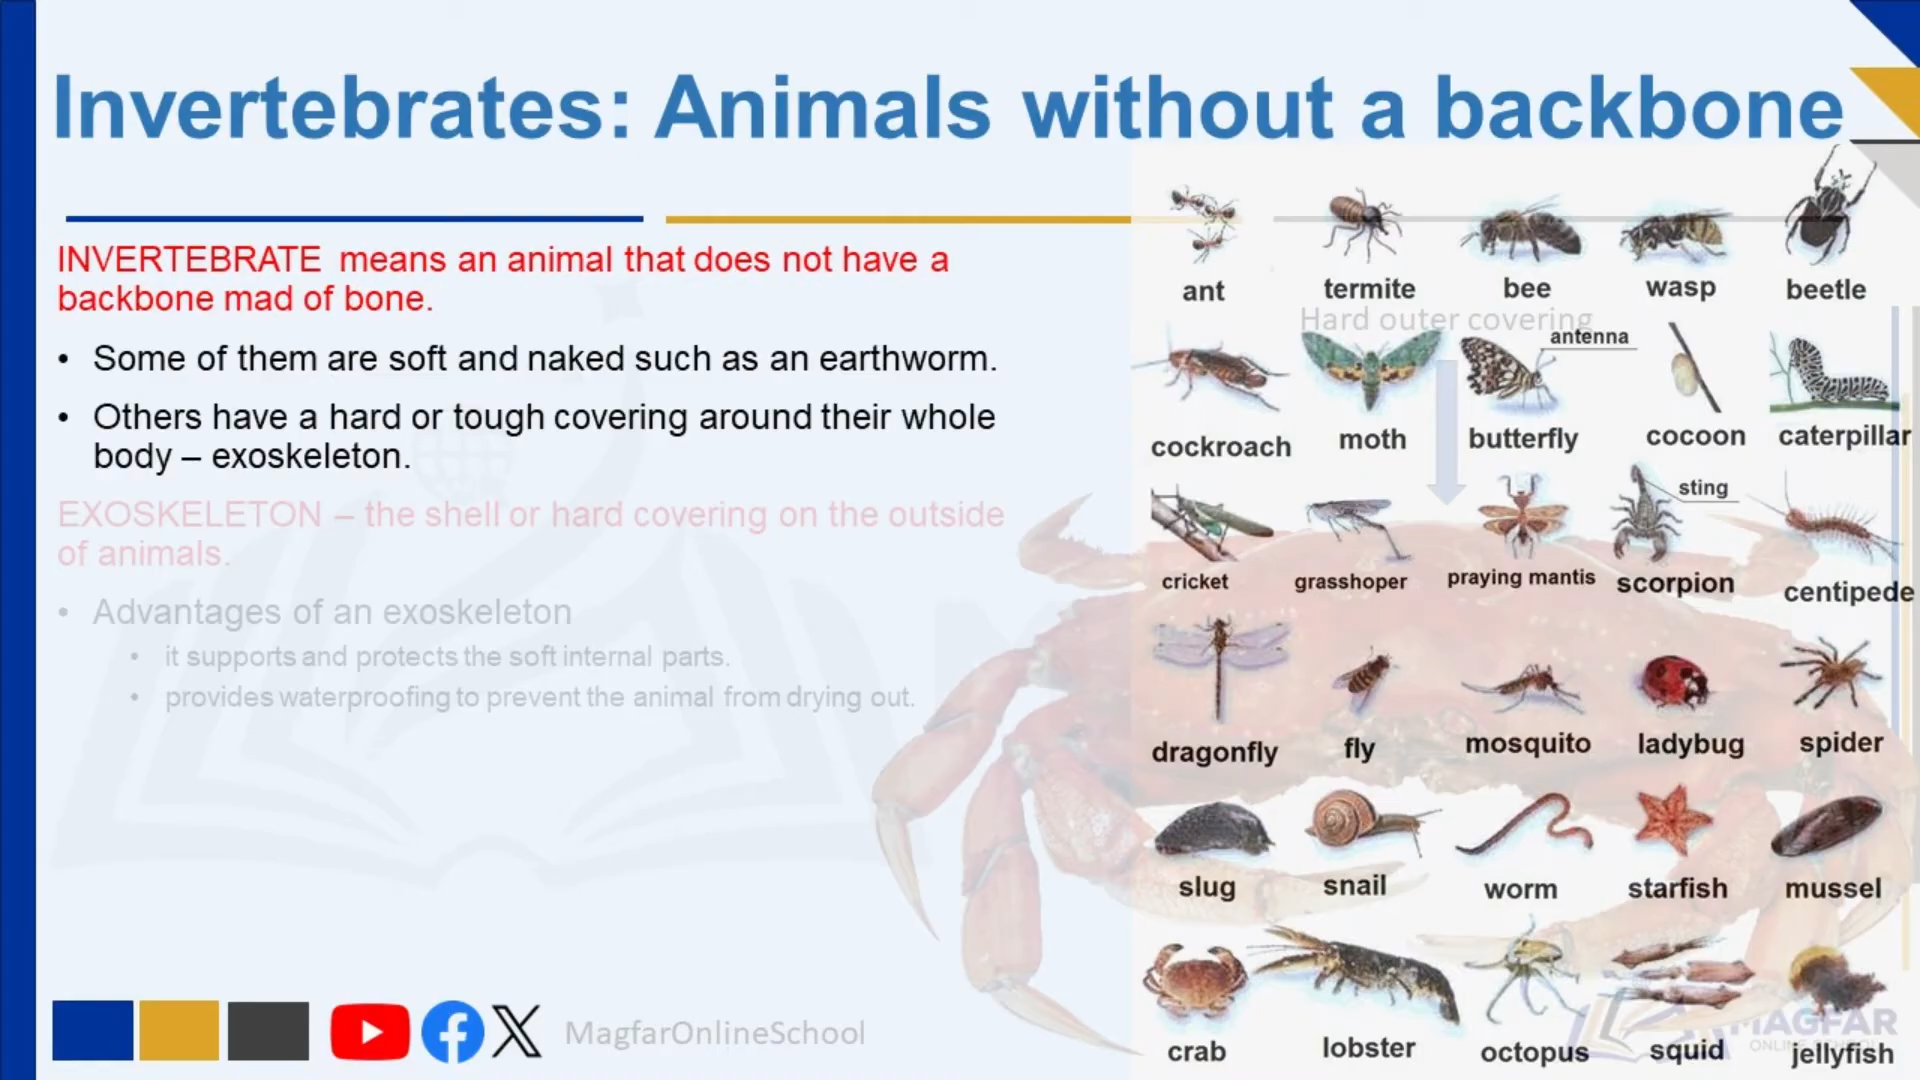 Invertebrates: Animals without a backbone
INVERTEBRATE means an animal that does not have a
backbone mad of bone.
• Some of them are soft and naked such as an earthworm.
• Others have a hard or tough covering around their whole
body – exoskeleton.
EXOSKELETON – the shell or hard covering on the outside
of animals.
• Advantages of an exoskeleton
• it supports and protects the soft internal parts.
• provides waterproofing to prevent the animal from drying out.
ant termite bee wasp beetle
Hard outer covering
antenna
cockroach moth butterfly cocoon caterpillar
sting
cricket grasshoper praying mantis scorpion centipede
dragonfly fly mosquito ladybug spider
slug snail worm starfish mussel
crab lobster octopus squid jellyfish
MAGFAR
ONLINE SCHOOL
MagfarOnlineSchool